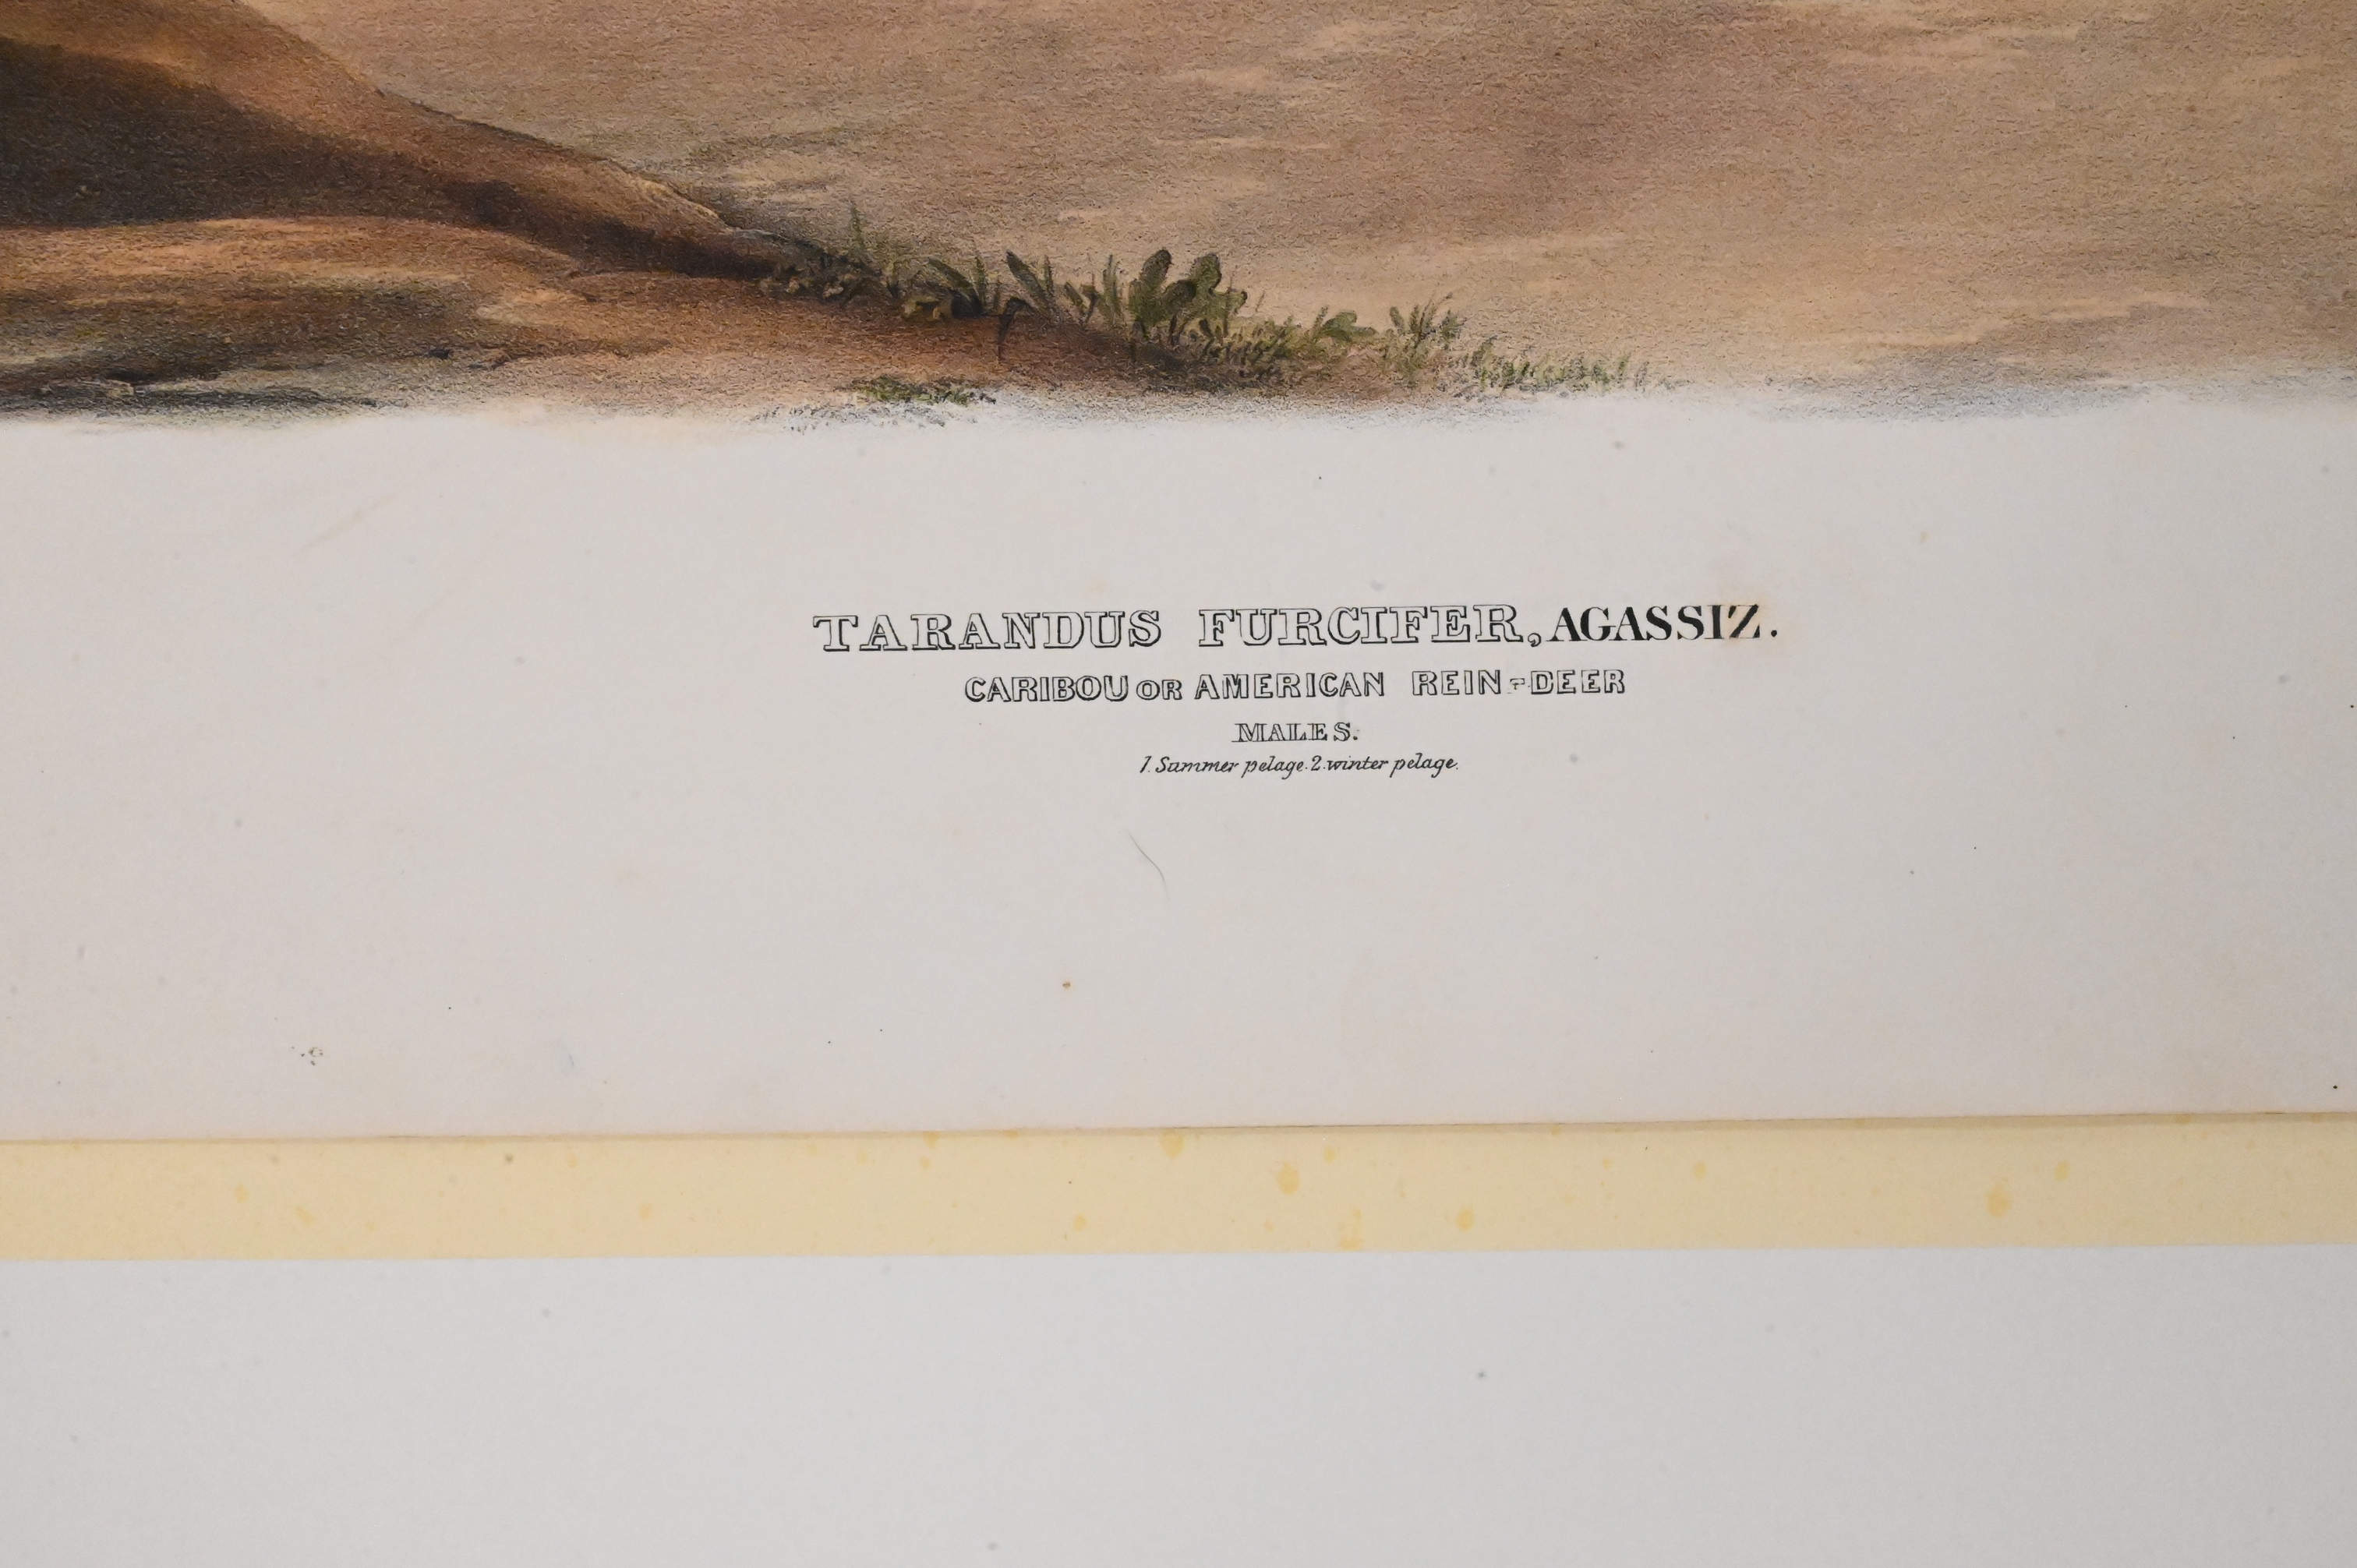 TARANDUS FURCIFER, AGASSIZ.
CARIBOU OR AMERICAN REIN-DEER
MALES.
1. Summer pelage. 2. winter pelage.